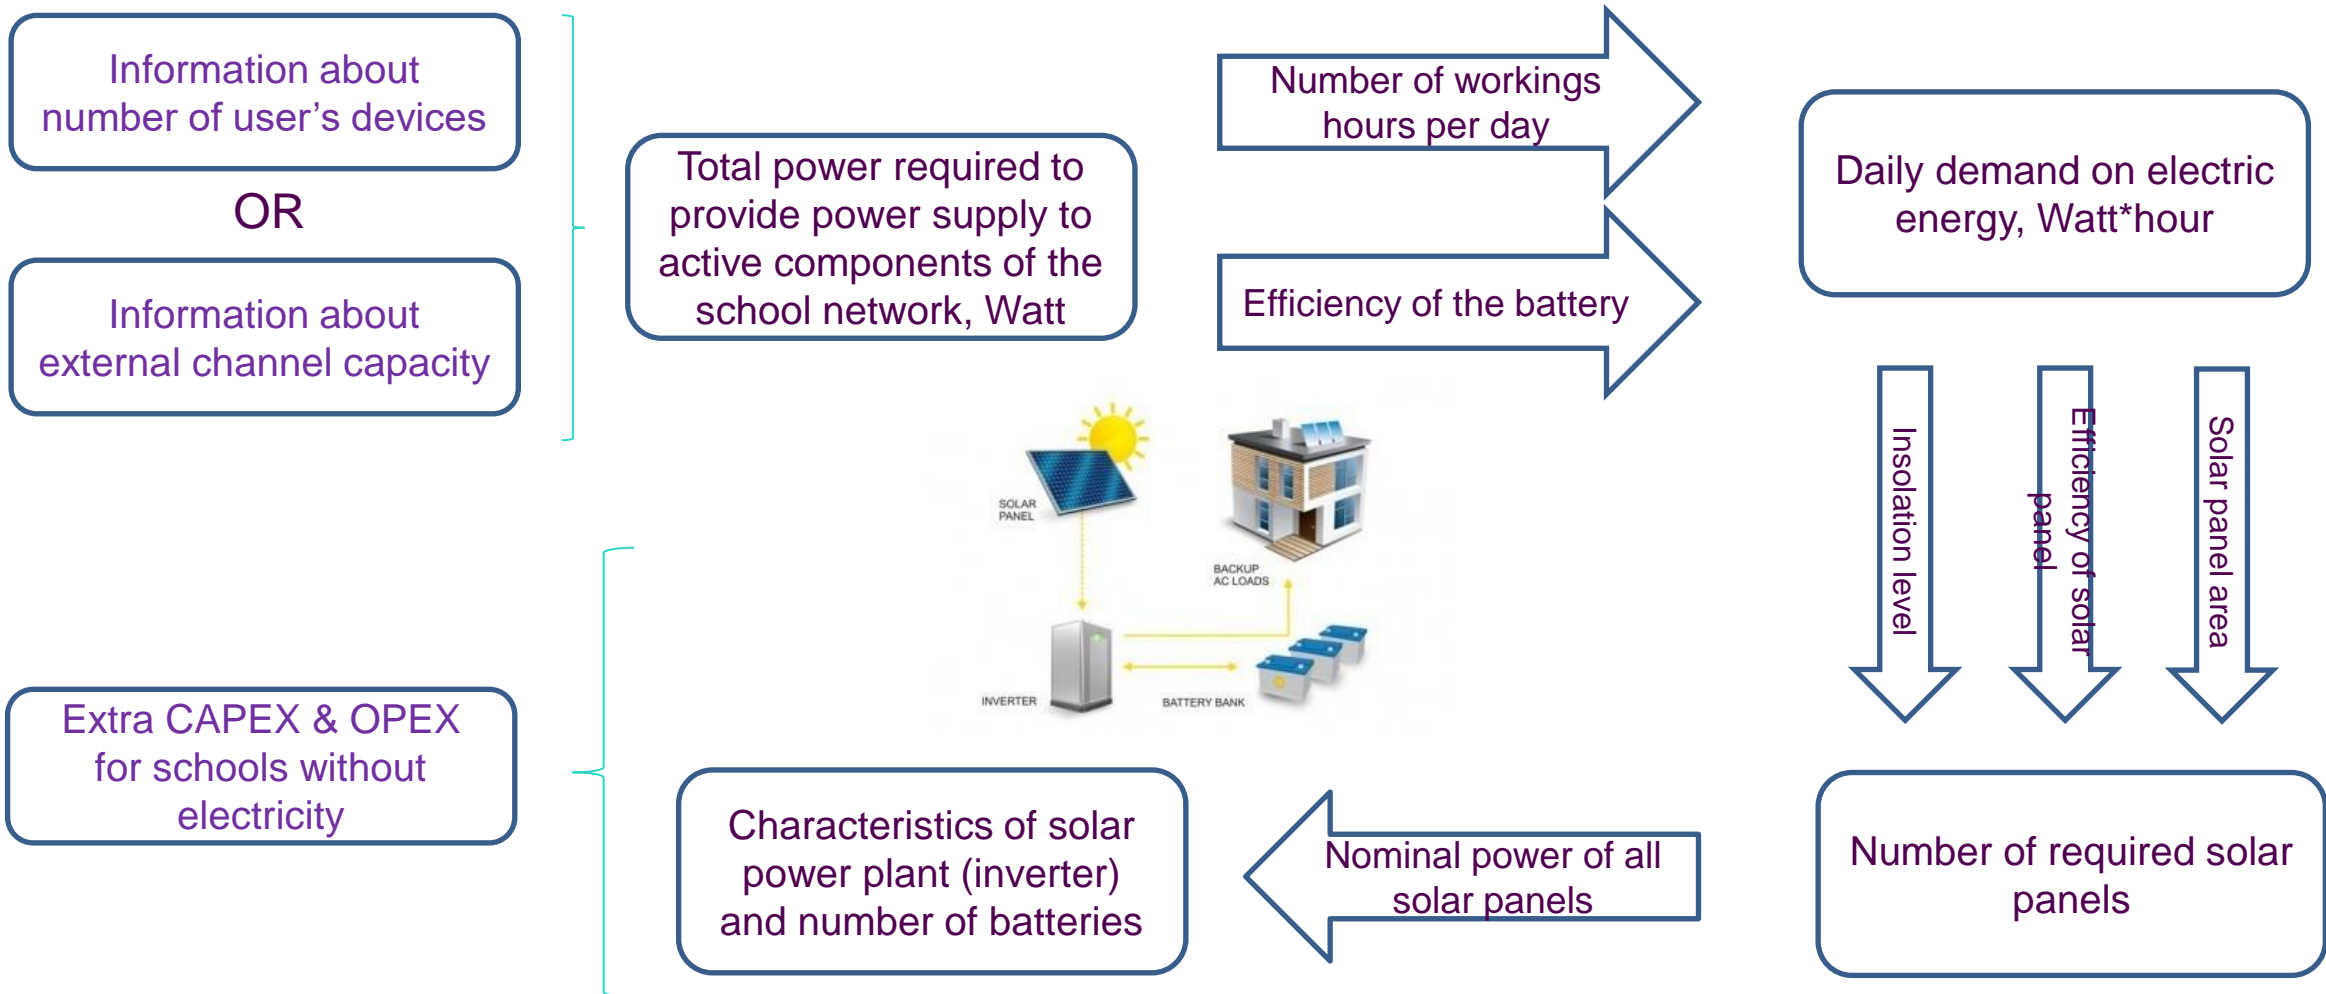 Information about
number of user’s devices
OR
Information about
external channel capacity
Total power required to
provide power supply to
active components of the
school network, Watt
Number of workings
hours per day
Efficiency of the battery
Daily demand on electric
energy, Watt*hour
Insolation level
Efficiency of solar
panel
Solar panel area
SOLAR
PANEL
BACKUP
AC LOADS
INVERTER
BATTERY BANK
Number of required solar
panels
Nominal power of all
solar panels
Characteristics of solar
power plant (inverter)
and number of batteries
Extra CAPEX & OPEX
for schools without
electricity